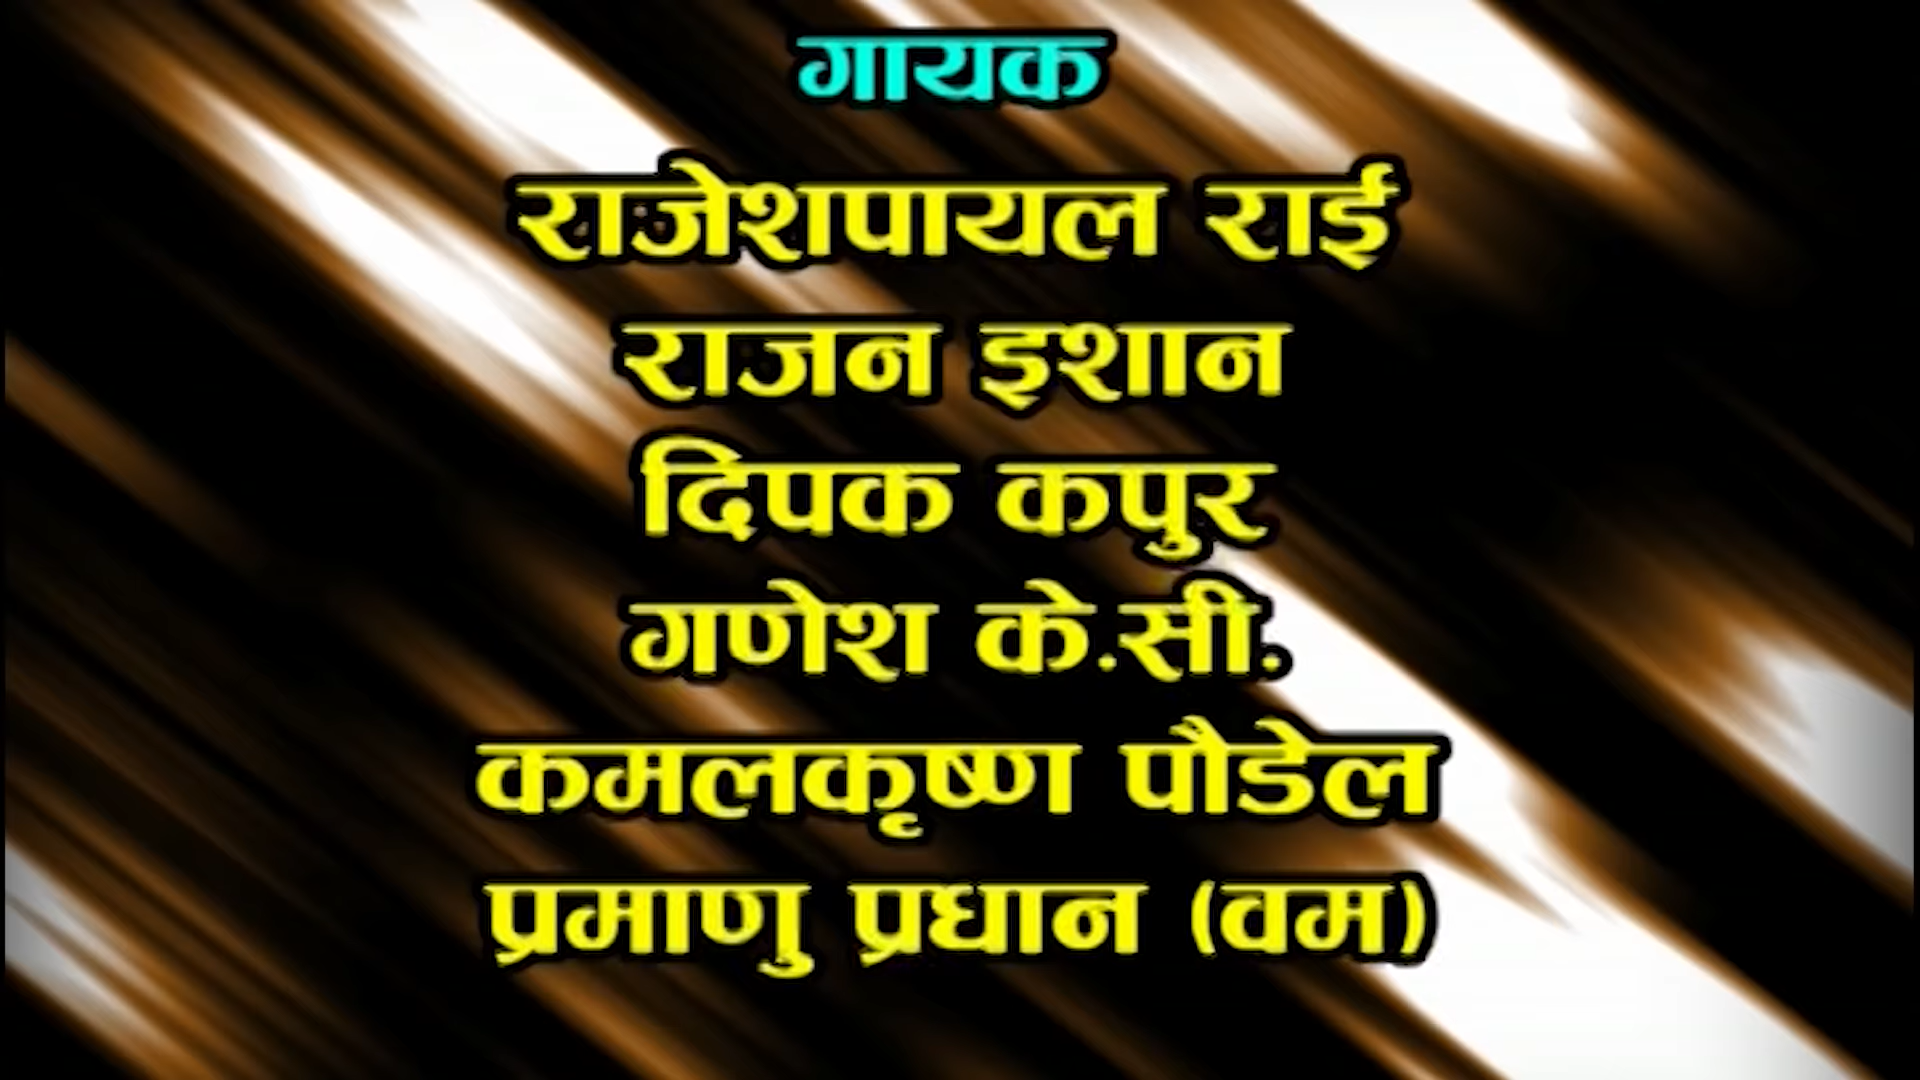 गायक
राजेशपायल राई
राजन इशान
दिपक कपुर
गणेश के.सी.
कमलकृष्ण पौडेल
प्रमाणु प्रधान (वम)